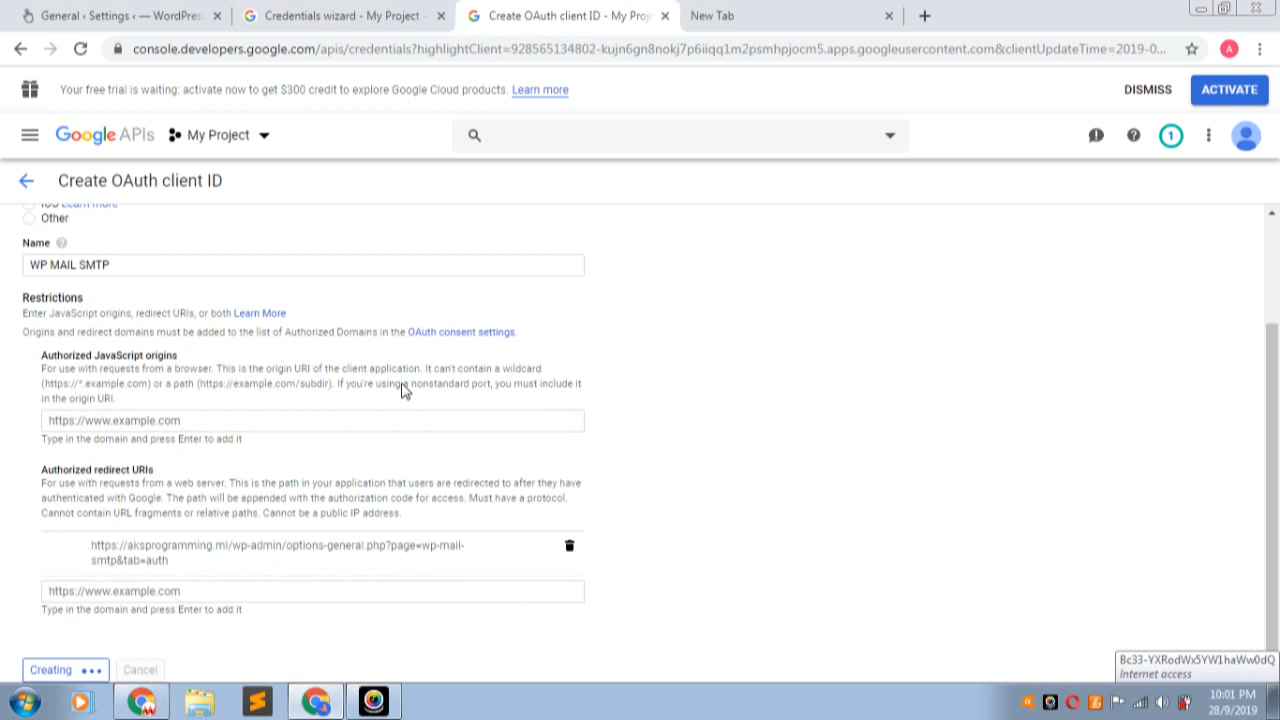 General ‹ Settings ‹ — WordPres
Credentials wizard - My Project -
Create OAuth client ID - My Proj
New Tab
console.developers.google.com/apis/credentials?highlightClient=928565134802-kujn6gn8nokj7p6iiqq1m2psmhpjocm5.apps.googleusercontent.com&clientUpdateTime=2019-0...
A
Your free trial is waiting: activate now to get $300 credit to explore Google Cloud products. Learn more
DISMISS
ACTIVATE
Google APIs
My Project
1
Create OAuth client ID
iOS Learn more
Other
Name
WP MAIL SMTP
Restrictions
Enter JavaScript origins, redirect URIs, or both Learn More
Origins and redirect domains must be added to the list of Authorized Domains in the OAuth consent settings.
Authorized JavaScript origins
For use with requests from a browser. This is the origin URI of the client application. It can't contain a wildcard
(https://*.example.com) or a path (https://example.com/subdir). If you're using a nonstandard port, you must include it
in the origin URI.
https://www.example.com
Type in the domain and press Enter to add it
Authorized redirect URIs
For use with requests from a web server. This is the path in your application that users are redirected to after they have
authenticated with Google. The path will be appended with the authorization code for access. Must have a protocol.
Cannot contain URL fragments or relative paths. Cannot be a public IP address.
https://aksprogramming.ml/wp-admin/options-general.php?page=wp-mail-
smtp&tab=auth
https://www.example.com
Type in the domain and press Enter to add it
Creating
Cancel
Bc33-YXRodWx5YW1haWw0dQ
Internet access
10:01 PM
28/9/2019